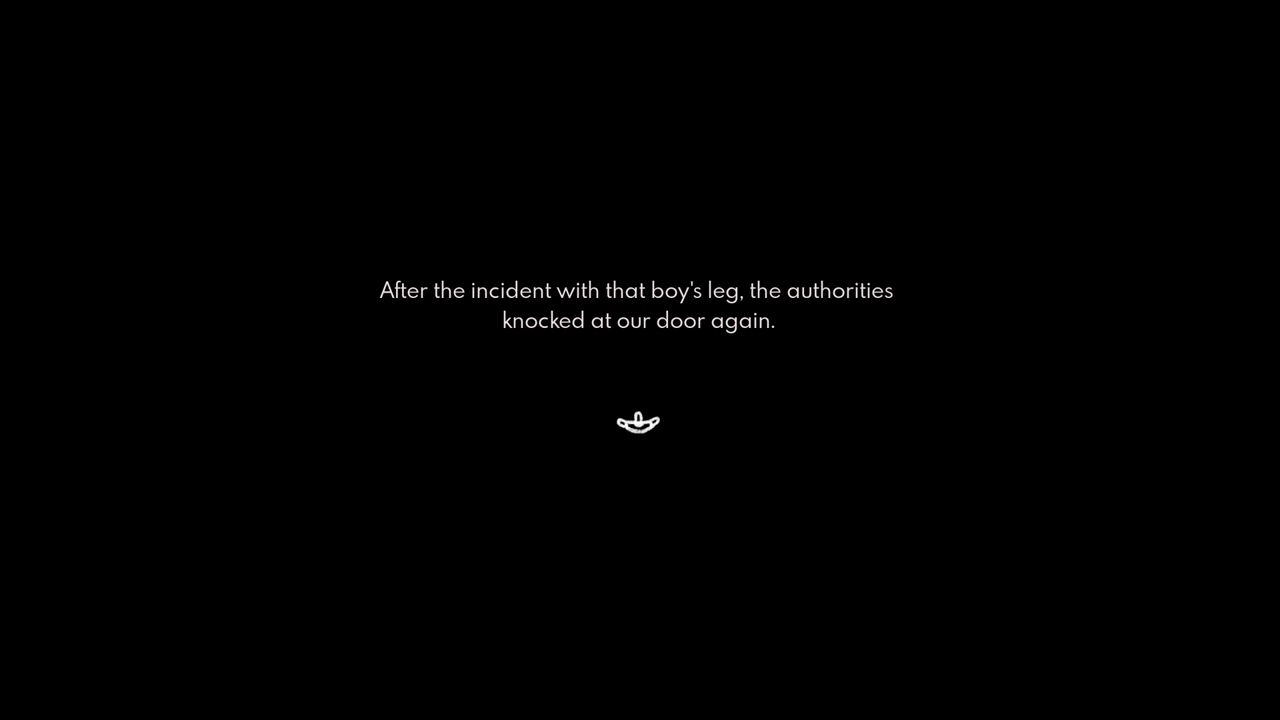 After the incident with that boy's leg, the authorities
knocked at our door again.